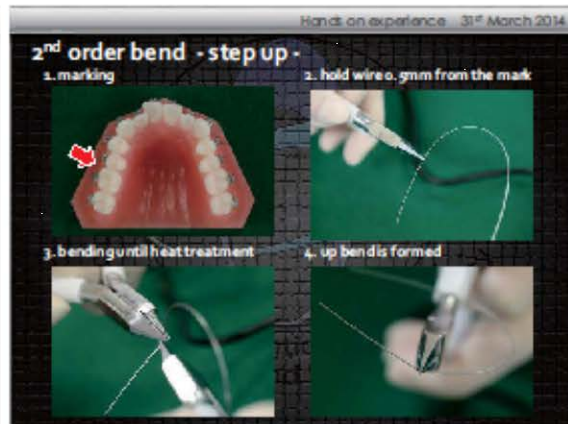 Hands on experience 31st March 2014
2nd order bend - step up -
1. marking
2. hold wire 0.5mm from the mark
3. bending until heat treatment
4. up bend is formed